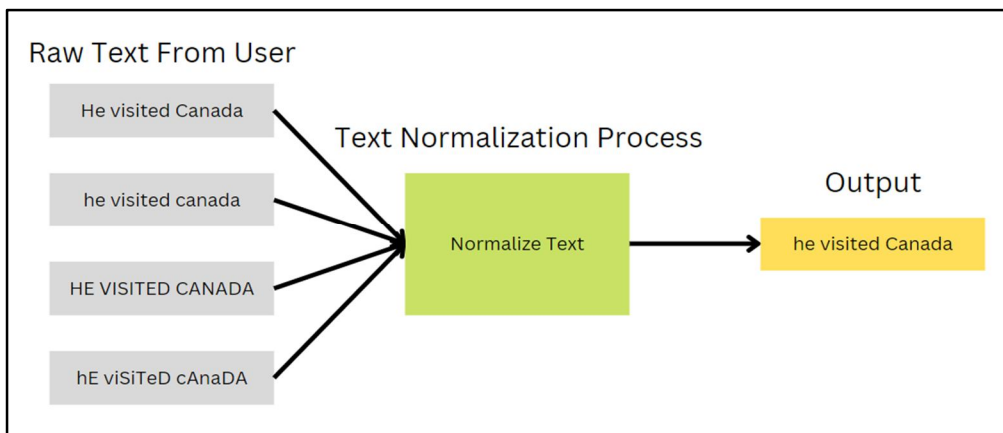 Raw Text From User
He visited Canada
he visited canada
HE VISITED CANADA
hE viSiTeD cAnaDA
Text Normalization Process
Normalize Text
Output
he visited Canada